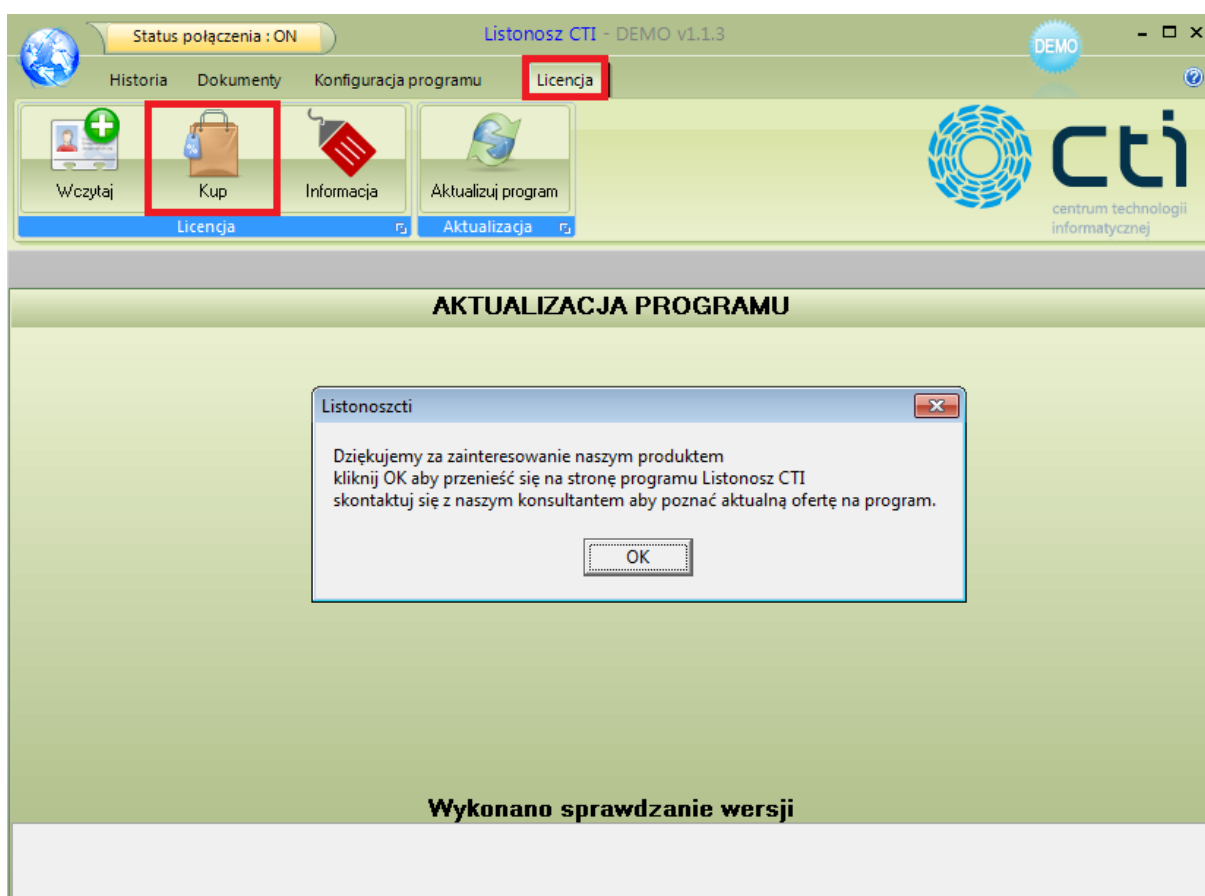 Status połączenia : ON
Listonosz CTI - DEMO v1.1.3
DEMO
Historia
Dokumenty
Konfiguracja programu
Licencja
Wczytaj
Kup
Informacja
Aktualizuj program
Licencja
Aktualizacja
cti
centrum technologii
informatycznej
AKTUALIZACJA PROGRAMU
Listonoszcti
Dziękujemy za zainteresowanie naszym produktem
kliknij OK aby przenieść się na stronę programu Listonosz CTI
skontaktuj się z naszym konsultantem aby poznać aktualną ofertę na program.
OK
Wykonano sprawdzanie wersji